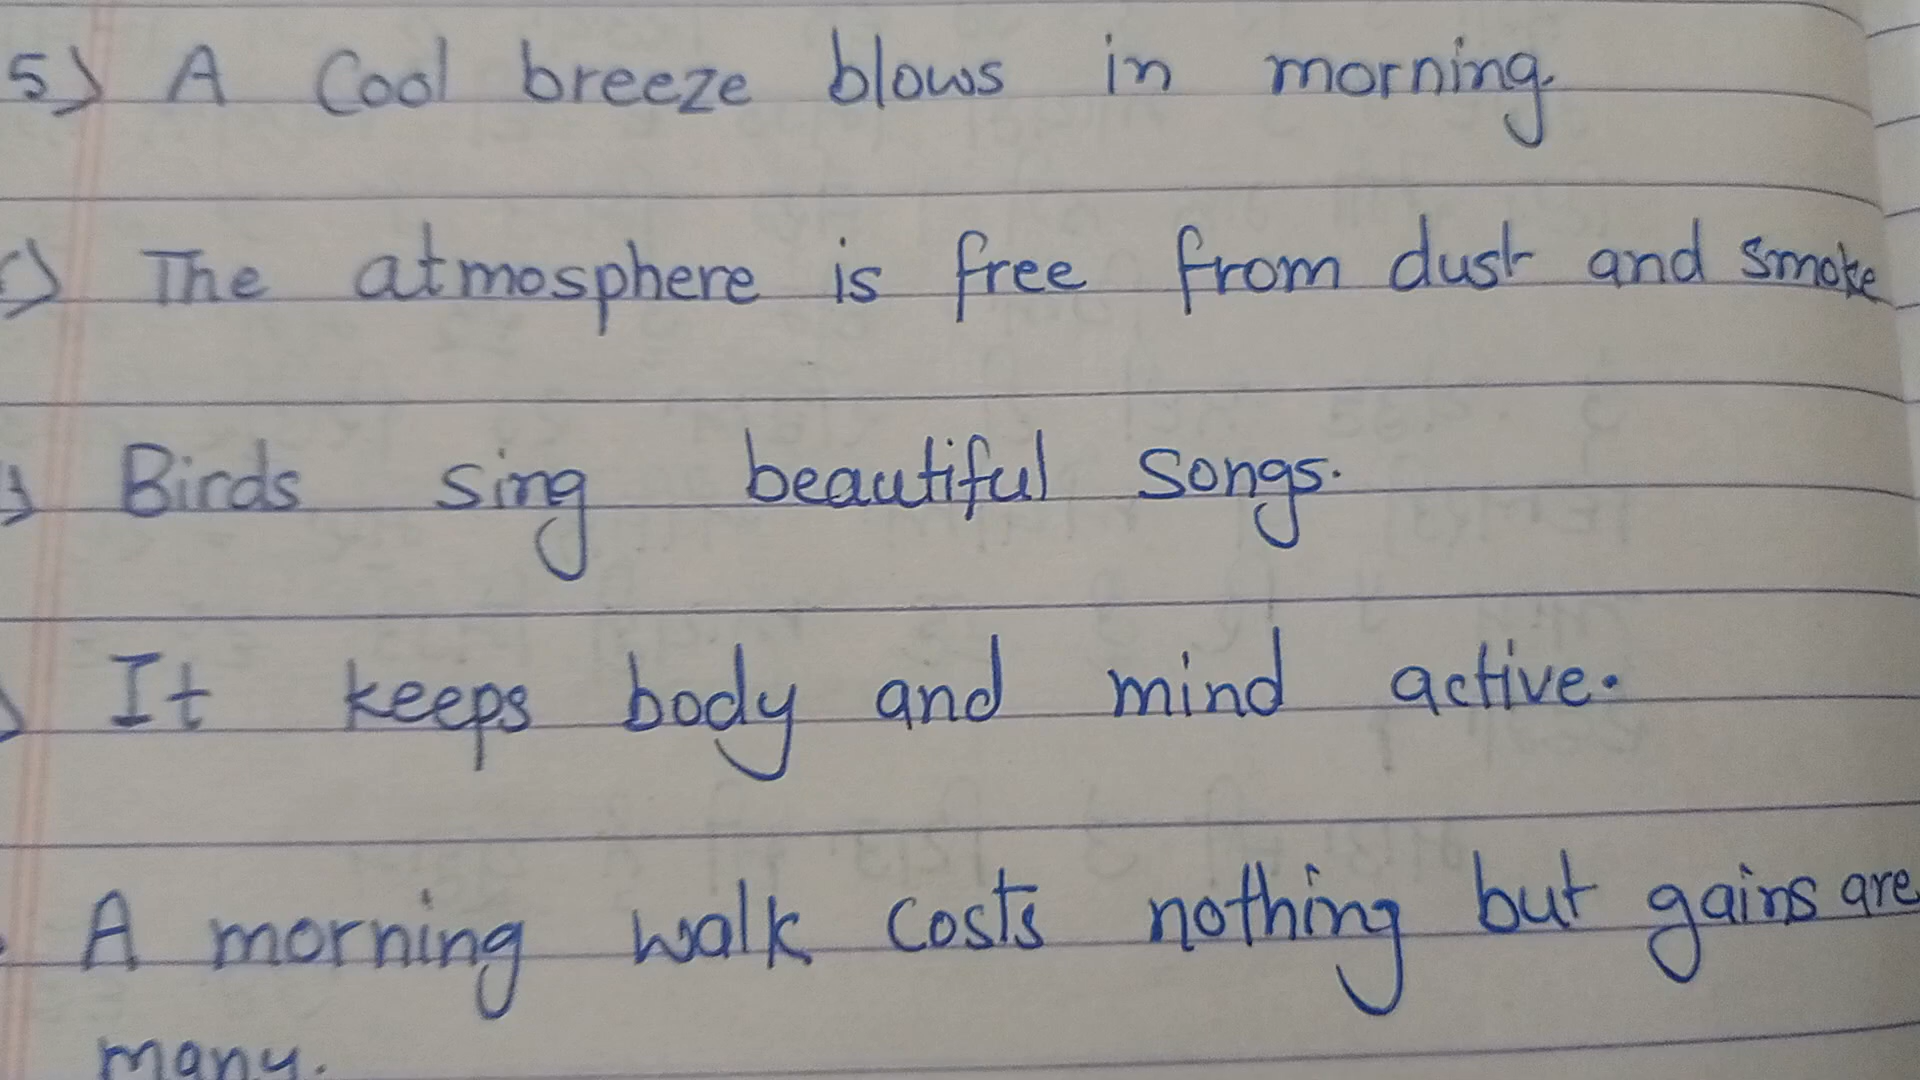 5) A Cool breeze blows in morning.
The atmosphere is free from dust and smoke
Birds sing beautiful songs.
It keeps body and mind active.
A morning walk costs nothing but gains are
many.